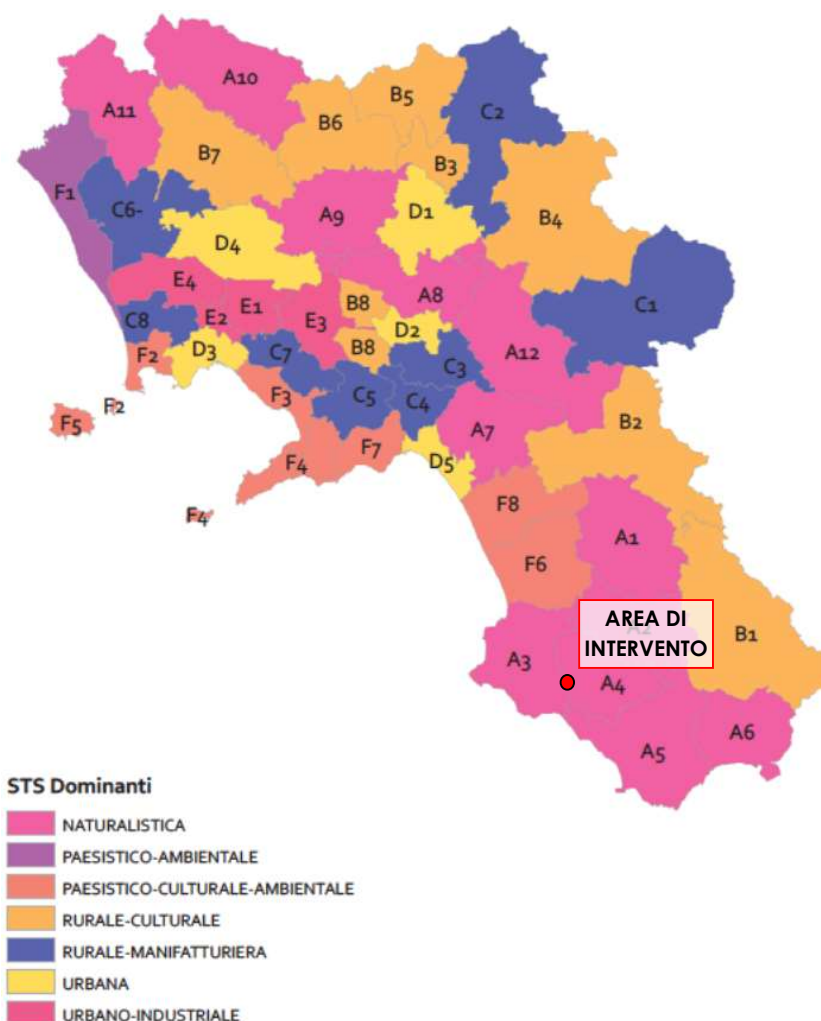 A10
A11
B5
C2
B6
B7
B3
F1
C6-
A9
D1
B4
D4
E4
A8
B8
C1
E1
E3
C8
E2
D2
D3
C7
B8
A12
F2
C3
F2
F3
C5
C4
F5
A7
B2
F4
F7
D5
F4
F8
A1
F6
AREA DI
INTERVENTO
A3
B1
A4
A5
A6
STS Dominanti
NATURALISTICA
PAESISTICO-AMBIENTALE
PAESISTICO-CULTURALE-AMBIENTALE
RURALE-CULTURALE
RURALE-MANIFATTURIERA
URBANA
URBANO-INDUSTRIALE